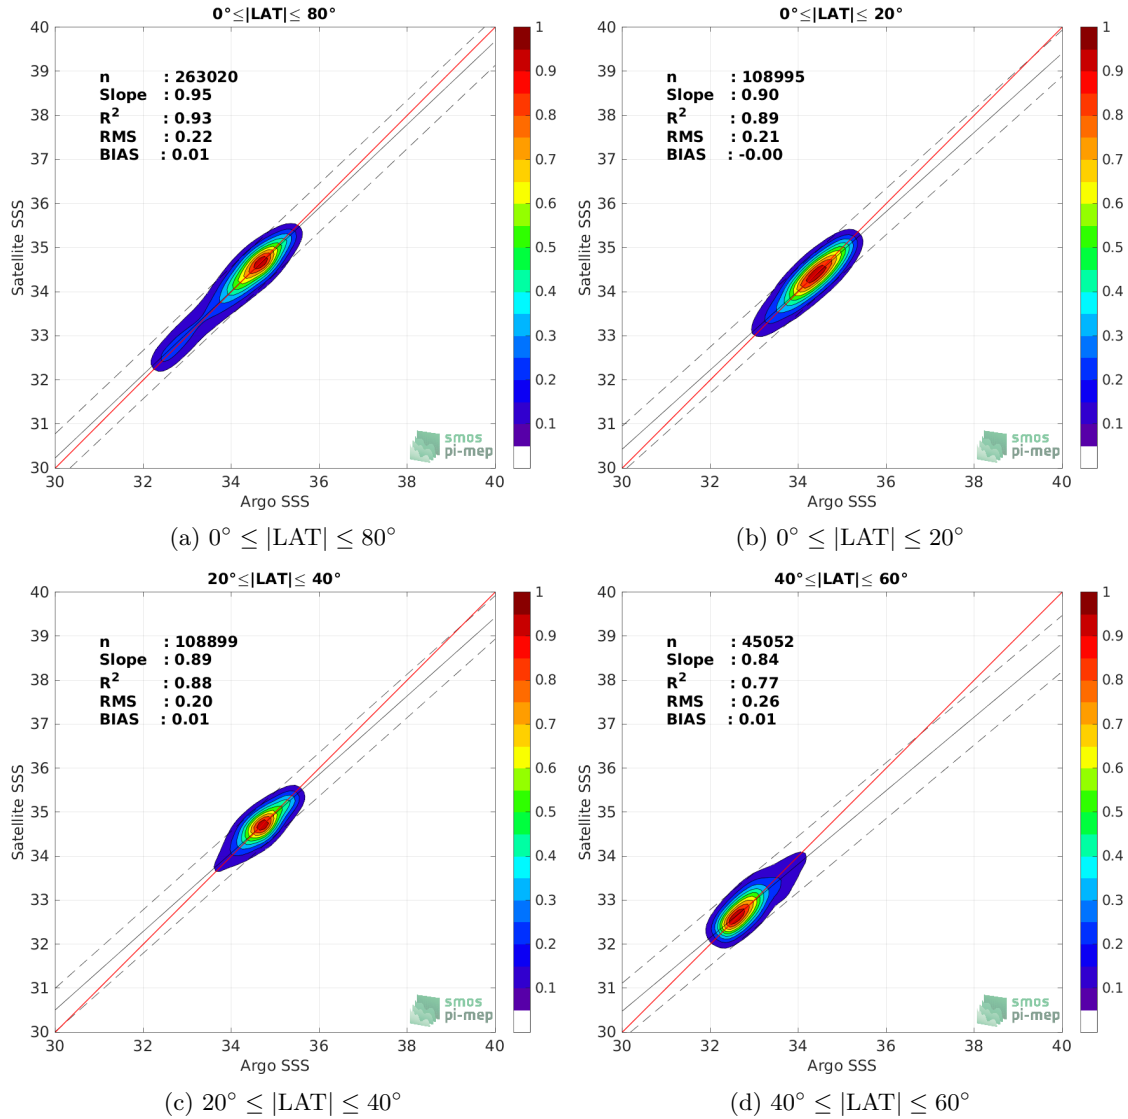 0°≤|LAT|≤ 80°
40
39
38
37
36
35
34
33
32
31
30
30
32
34
36
38
40
Satellite SSS
Argo SSS
n : 263020
Slope : 0.95
R² : 0.93
RMS : 0.22
BIAS : 0.01
smos
pi-mep
1
0.9
0.8
0.7
0.6
0.5
0.4
0.3
0.2
0.1
(a) 0° ≤ |LAT| ≤ 80°
0°≤|LAT|≤ 20°
40
39
38
37
36
35
34
33
32
31
30
30
32
34
36
38
40
Satellite SSS
Argo SSS
n : 108995
Slope : 0.90
R² : 0.89
RMS : 0.21
BIAS : -0.00
smos
pi-mep
1
0.9
0.8
0.7
0.6
0.5
0.4
0.3
0.2
0.1
(b) 0° ≤ |LAT| ≤ 20°
20°≤|LAT|≤ 40°
40
39
38
37
36
35
34
33
32
31
30
30
32
34
36
38
40
Satellite SSS
Argo SSS
n : 108899
Slope : 0.89
R² : 0.88
RMS : 0.20
BIAS : 0.01
smos
pi-mep
1
0.9
0.8
0.7
0.6
0.5
0.4
0.3
0.2
0.1
(c) 20° ≤ |LAT| ≤ 40°
40°≤|LAT|≤ 60°
40
39
38
37
36
35
34
33
32
31
30
30
32
34
36
38
40
Satellite SSS
Argo SSS
n : 45052
Slope : 0.84
R² : 0.77
RMS : 0.26
BIAS : 0.01
smos
pi-mep
1
0.9
0.8
0.7
0.6
0.5
0.4
0.3
0.2
0.1
(d) 40° ≤ |LAT| ≤ 60°